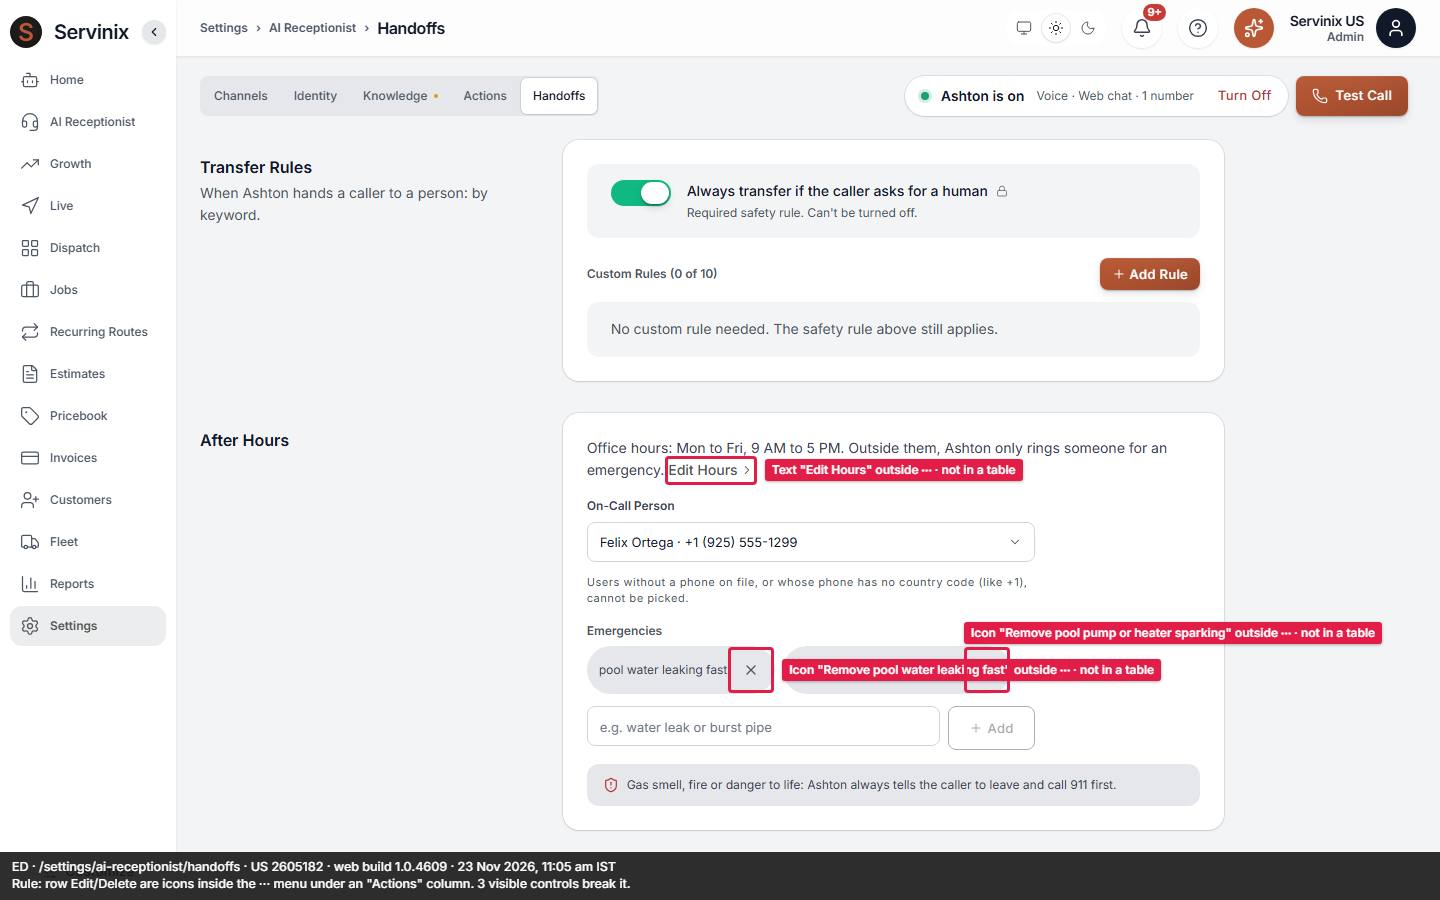 Servinix
Settings › AI Receptionist › Handoffs
9+
Servinix US
Admin
Home
AI Receptionist
Growth
Live
Dispatch
Jobs
Recurring Routes
Estimates
Pricebook
Invoices
Customers
Fleet
Reports
Settings
Channels
Identity
Knowledge
Actions
Handoffs
Ashton is on
Voice · Web chat · 1 number
Turn Off
Test Call
Transfer Rules
When Ashton hands a caller to a person: by
keyword.
Always transfer if the caller asks for a human
Required safety rule. Can't be turned off.
Custom Rules (0 of 10)
+ Add Rule
No custom rule needed. The safety rule above still applies.
After Hours
Office hours: Mon to Fri, 9 AM to 5 PM. Outside them, Ashton only rings someone for an
emergency. Edit Hours ›
Text "Edit Hours" outside ··· · not in a table
On-Call Person
Felix Ortega · +1 (925) 555-1299
Users without a phone on file, or whose phone has no country code (like +1),
cannot be picked.
Emergencies
Icon "Remove pool pump or heater sparking" outside ··· · not in a table
pool water leaking fast
Icon "Remove pool water leaking fast" outside ··· · not in a table
e.g. water leak or burst pipe
+ Add
Gas smell, fire or danger to life: Ashton always tells the caller to leave and call 911 first.
ED · /settings/ai-receptionist/handoffs · US 2605182 · web build 1.0.4609 · 23 Nov 2026, 11:05 am IST
Rule: row Edit/Delete are icons inside the ··· menu under an "Actions" column. 3 visible controls break it.